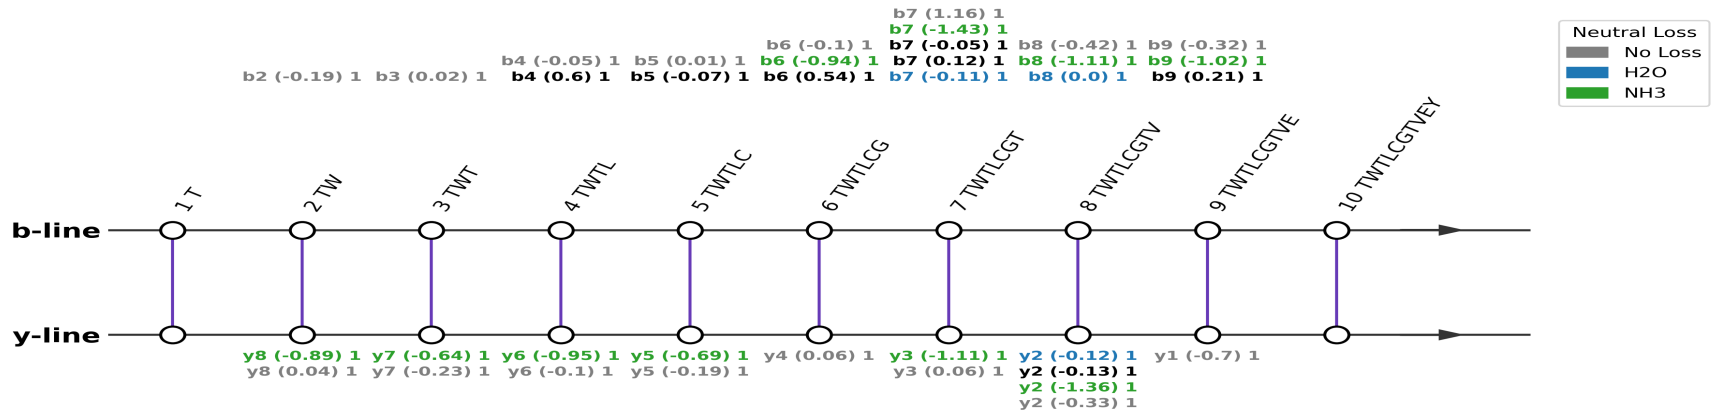 b7 (1.16) 1
b7 (-1.43) 1
b6 (-0.1) 1 b7 (-0.05) 1 b8 (-0.42) 1 b9 (-0.32) 1
b4 (-0.05) 1 b5 (0.01) 1 b6 (-0.94) 1 b7 (0.12) 1 b8 (-1.11) 1 b9 (-1.02) 1
b2 (-0.19) 1 b3 (0.02) 1 b4 (0.6) 1 b5 (-0.07) 1 b6 (0.54) 1 b7 (-0.11) 1 b8 (0.0) 1 b9 (0.21) 1
Neutral Loss
No Loss
H2O
NH3
1 T
2 TW
3 TWT
4 TWTL
5 TWTLC
6 TWTLCG
7 TWTLCGT
8 TWTLCGTV
9 TWTLCGTVE
10 TWTLCGTVEY
b-line
y-line
y8 (-0.89) 1 y7 (-0.64) 1 y6 (-0.95) 1 y5 (-0.69) 1 y4 (0.06) 1 y3 (-1.11) 1 y2 (-0.12) 1 y1 (-0.7) 1
y8 (0.04) 1 y7 (-0.23) 1 y6 (-0.1) 1 y5 (-0.19) 1 y3 (0.06) 1 y2 (-0.13) 1
y2 (-1.36) 1
y2 (-0.33) 1